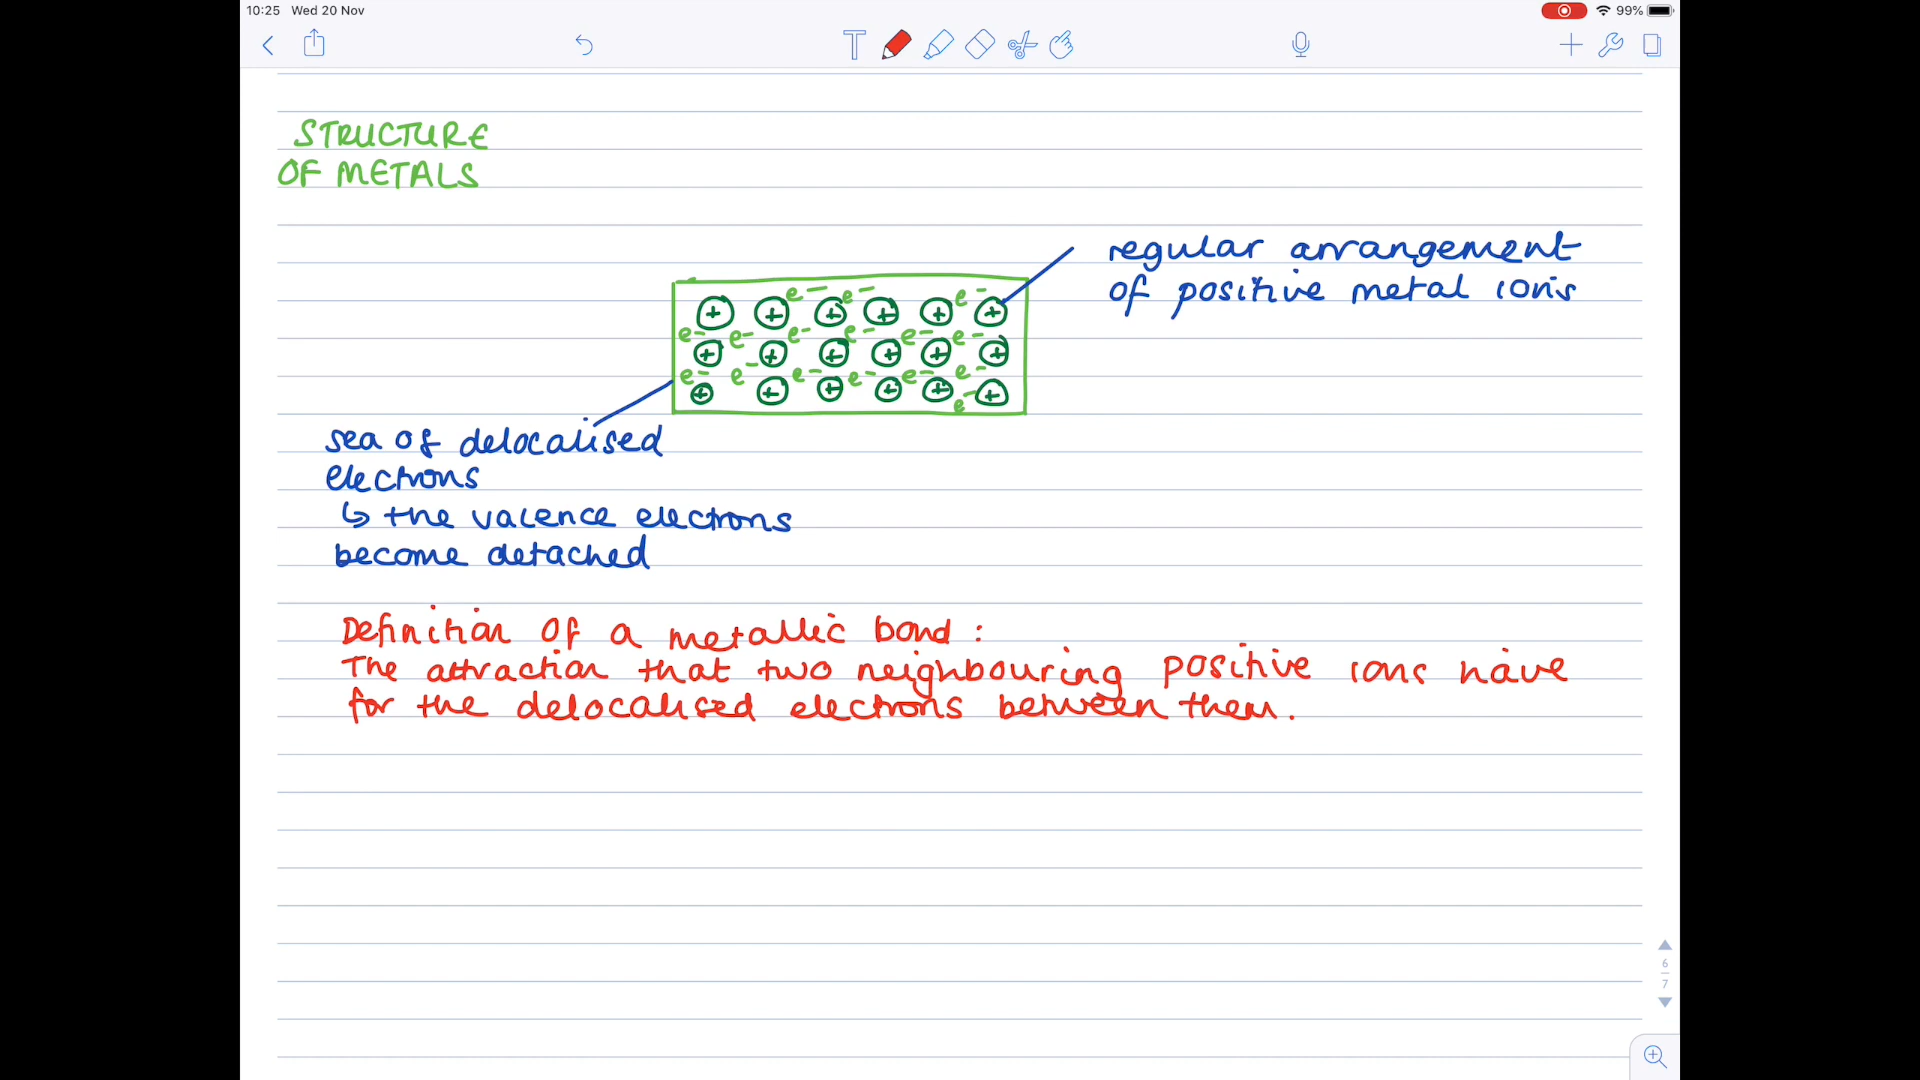 10:25 Wed 20 Nov
99%
T
STRUCTURE
OF METALS
regular arrangement
of positive metal ions
e- e- e-
+ + + + + +
e- e- e- e- e- e-
+ + + + + +
e- e- e- e- e- e-
+ + + + + +
e-
sea of delocalised
electrons
↳ the valence electrons
become detached
Definition of a metallic bond:
The attraction that two neighbouring positive ions have
for the delocalised electrons between them.
6
7